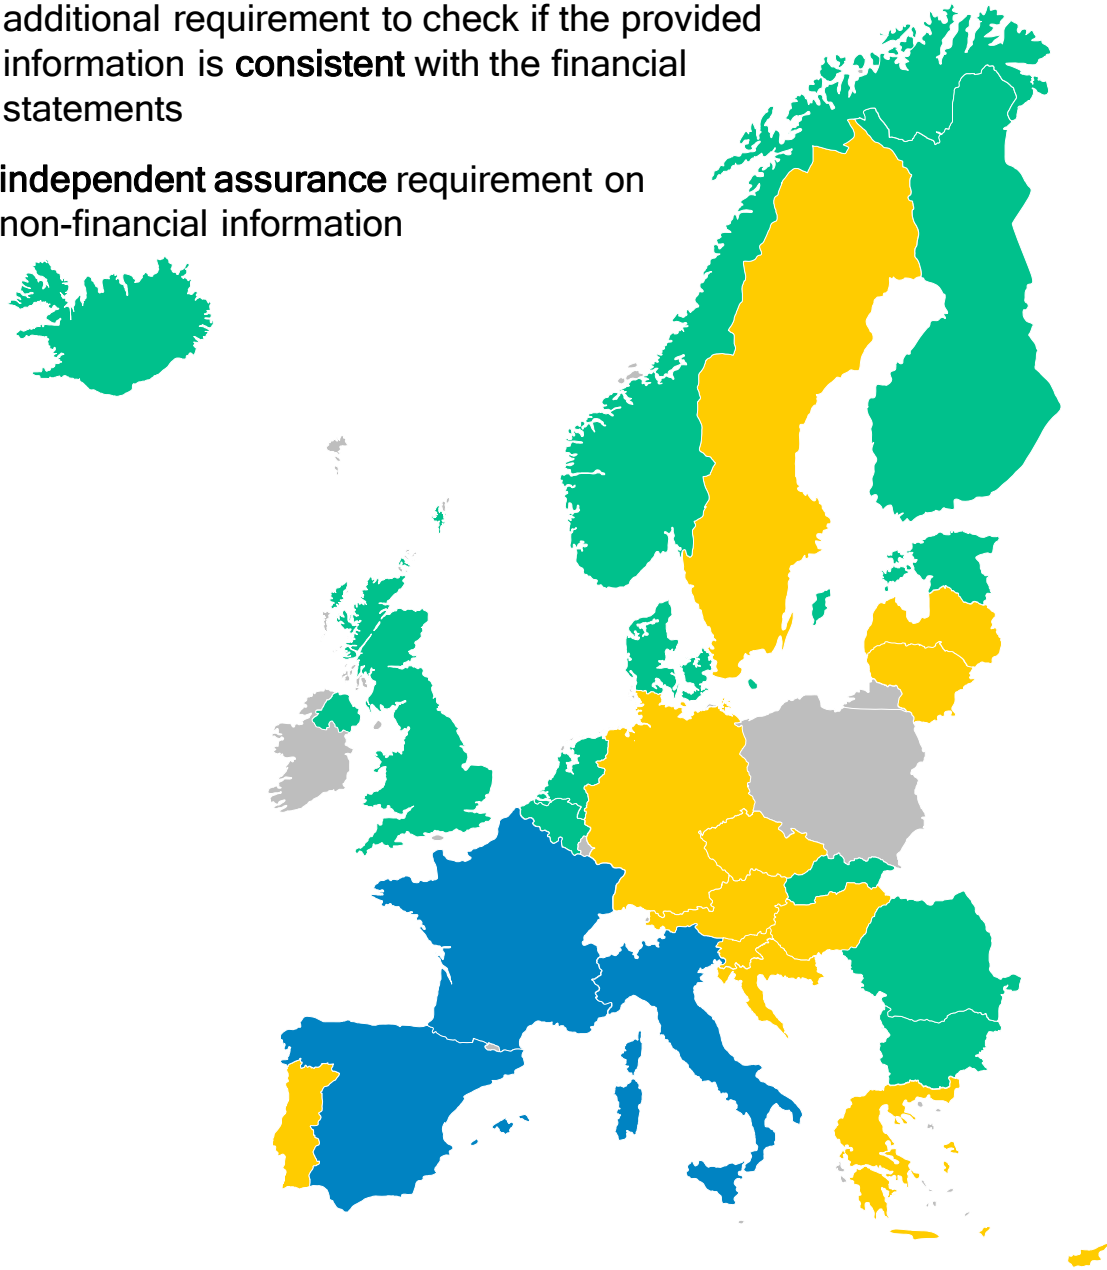 additional requirement to check if the provided
information is consistent with the financial
statements
independent assurance requirement on
non-financial information